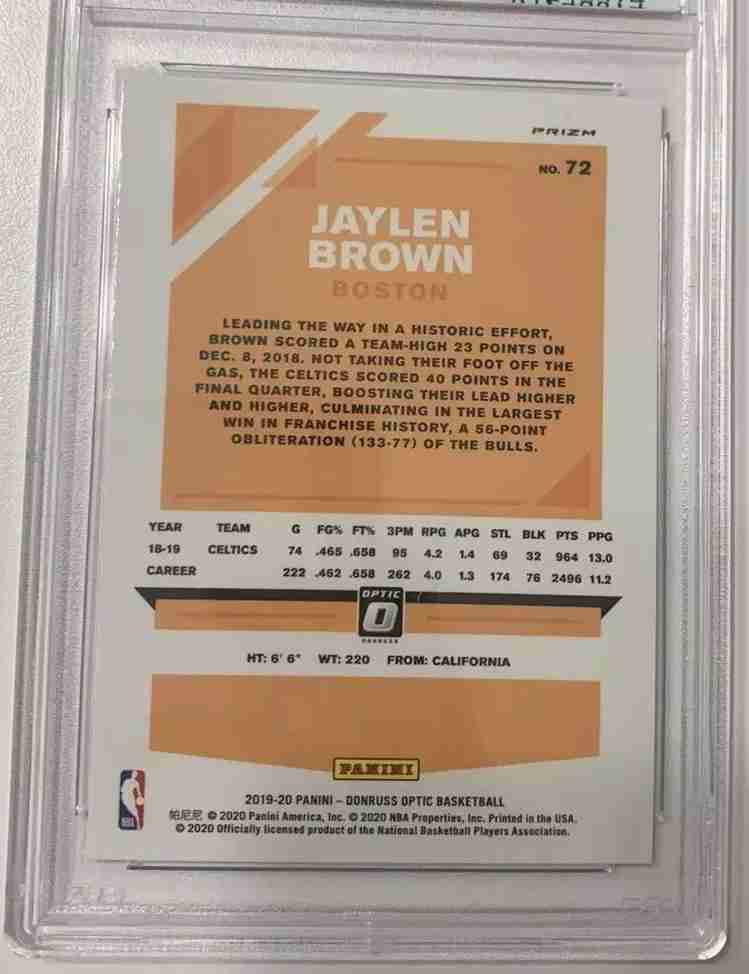 PRIZM
NO. 72
JAYLEN
BROWN
BOSTON
LEADING THE WAY IN A HISTORIC EFFORT,
BROWN SCORED A TEAM-HIGH 23 POINTS ON
DEC. 8, 2018. NOT TAKING THEIR FOOT OFF THE
GAS, THE CELTICS SCORED 40 POINTS IN THE
FINAL QUARTER, BOOSTING THEIR LEAD HIGHER
AND HIGHER, CULMINATING IN THE LARGEST
WIN IN FRANCHISE HISTORY, A 56-POINT
OBLITERATION (133-77) OF THE BULLS.
YEAR TEAM G FG% FT% 3PM RPG APG STL BLK PTS PPG
18-19 CELTICS 74 .465 .658 95 4.2 1.4 69 32 964 13.0
CAREER 222 .462 .658 262 4.0 1.3 174 76 2496 11.2
OPTIC
DONRUSS
HT: 6' 6" WT: 220 FROM: CALIFORNIA
PANINI
NBL
2019-20 PANINI – DONRUSS OPTIC BASKETBALL
帕尼尼 © 2020 Panini America, Inc. © 2020 NBA Properties, Inc. Printed in the USA.
© 2020 Officially licensed product of the National Basketball Players Association.